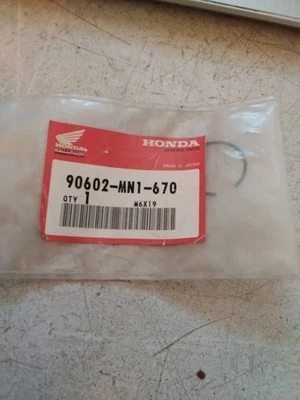 HONDA
HONDA
Made in JAPAN
90602-MN1-670
QTY 1
M6X19